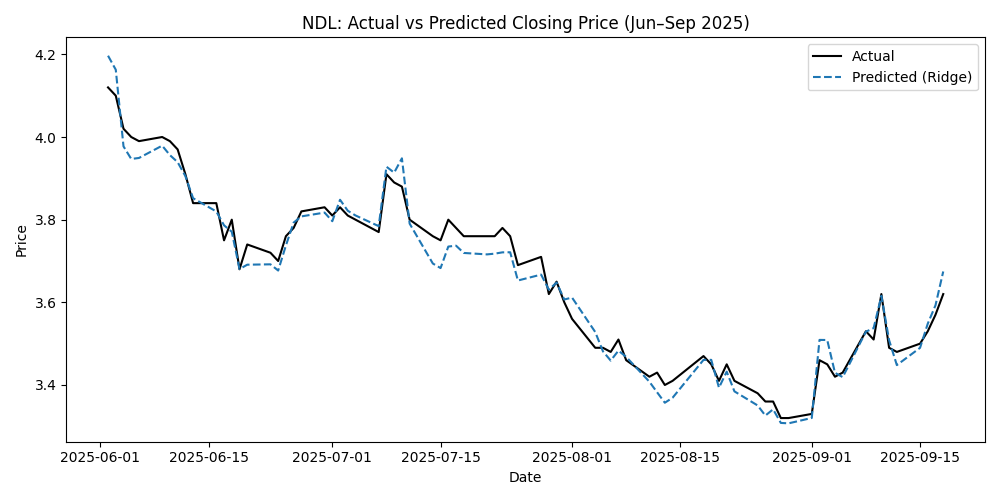 NDL: Actual vs Predicted Closing Price (Jun–Sep 2025)
Actual
Predicted (Ridge)
Price
4.2
4.0
3.8
3.6
3.4
2025-06-01 2025-06-15 2025-07-01 2025-07-15 2025-08-01 2025-08-15 2025-09-01 2025-09-15
Date